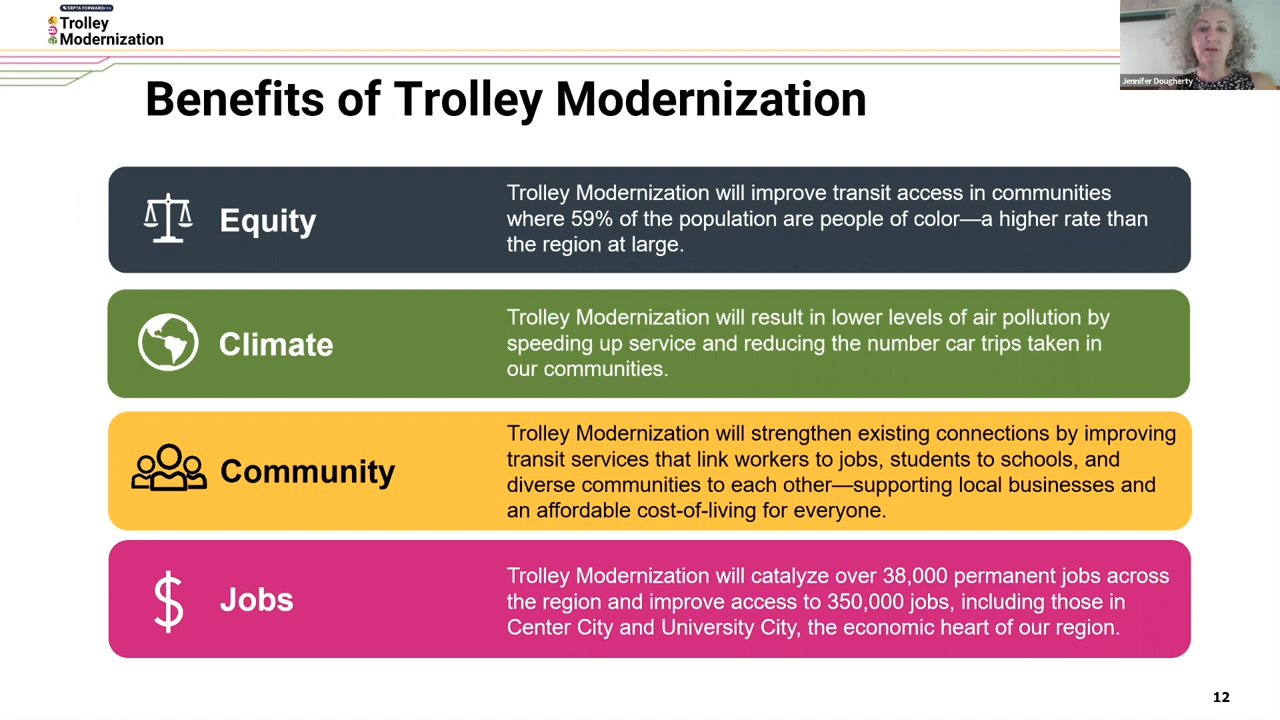 SEPTA FORWARD
Trolley
Modernization
Jennifer Dougherty
Benefits of Trolley Modernization
Equity
Trolley Modernization will improve transit access in communities
where 59% of the population are people of color—a higher rate than
the region at large.
Climate
Trolley Modernization will result in lower levels of air pollution by
speeding up service and reducing the number car trips taken in
our communities.
Community
Trolley Modernization will strengthen existing connections by improving
transit services that link workers to jobs, students to schools, and
diverse communities to each other—supporting local businesses and
an affordable cost-of-living for everyone.
$ Jobs
Trolley Modernization will catalyze over 38,000 permanent jobs across
the region and improve access to 350,000 jobs, including those in
Center City and University City, the economic heart of our region.
12